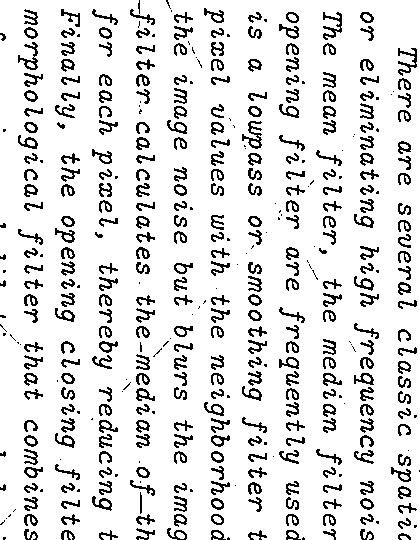 There are several classic spatia
or eliminating high frequency nois
The mean filter, the median filter
opening filter are frequently used
is a lowpass or smoothing filter t
pixel values with the neighborhood
the image noise but blurs the imag
filter calculates the median of th
for each pixel, thereby reducing t
Finally, the opening closing filte
morphological filter that combines